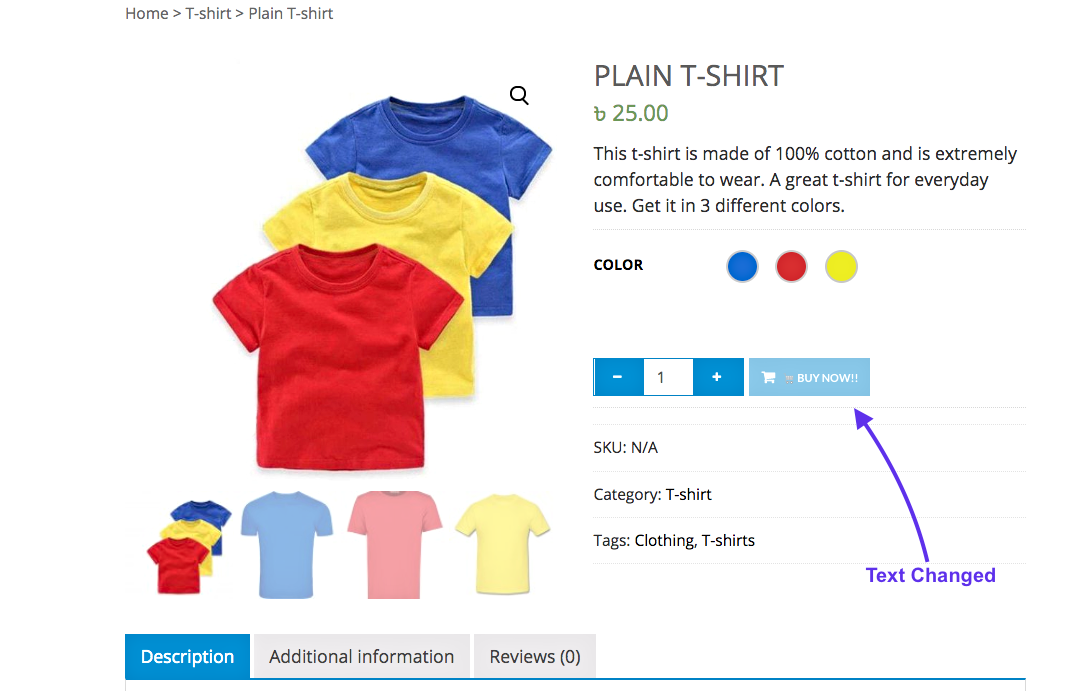 Home > T-shirt > Plain T-shirt
PLAIN T-SHIRT
৳ 25.00
This t-shirt is made of 100% cotton and is extremely
comfortable to wear. A great t-shirt for everyday
use. Get it in 3 different colors.
COLOR
− 1 + BUY NOW!!
SKU: N/A
Category: T-shirt
Tags: Clothing, T-shirts
Text Changed
Description Additional information Reviews (0)